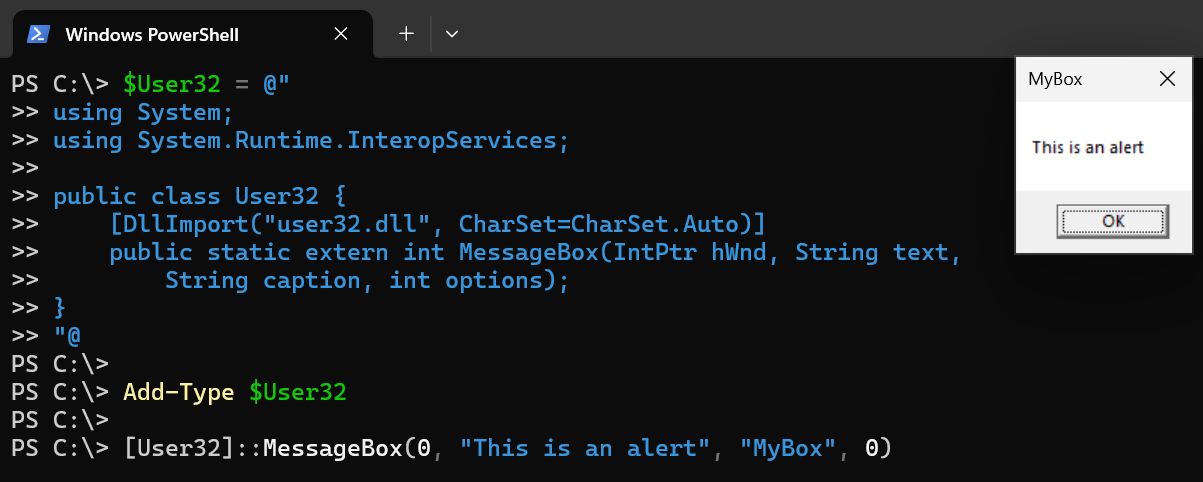 Windows PowerShell
PS C:\> $User32 = @"
>> using System;
>> using System.Runtime.InteropServices;
>>
>> public class User32 {
>>     [DllImport("user32.dll", CharSet=CharSet.Auto)]
>>     public static extern int MessageBox(IntPtr hWnd, String text,
>>         String caption, int options);
>> }
>> "@
PS C:\>
PS C:\> Add-Type $User32
PS C:\>
PS C:\> [User32]::MessageBox(0, "This is an alert", "MyBox", 0)
MyBox
This is an alert
OK